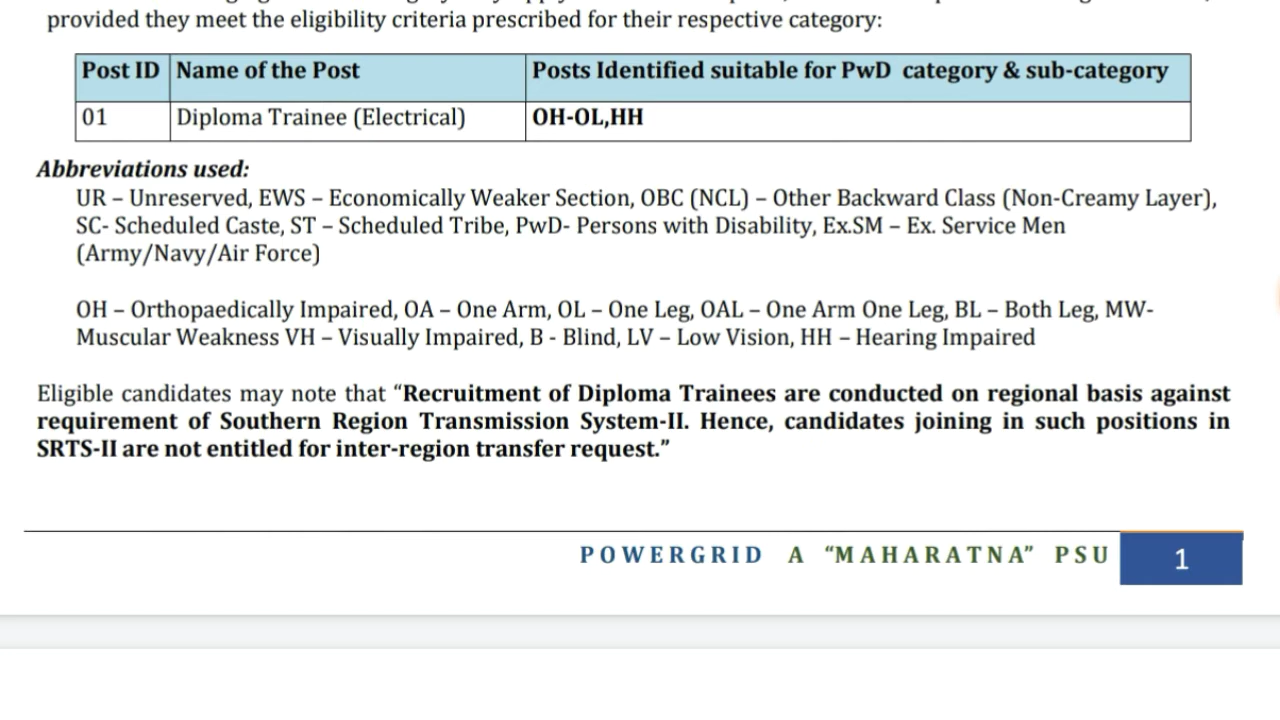 provided they meet the eligibility criteria prescribed for their respective category:
Post ID Name of the Post Posts Identified suitable for PwD category & sub-category
01 Diploma Trainee (Electrical) OH-OL,HH
Abbreviations used:
UR – Unreserved, EWS – Economically Weaker Section, OBC (NCL) – Other Backward Class (Non-Creamy Layer),
SC- Scheduled Caste, ST – Scheduled Tribe, PwD- Persons with Disability, Ex.SM – Ex. Service Men
(Army/Navy/Air Force)
OH – Orthopaedically Impaired, OA – One Arm, OL – One Leg, OAL – One Arm One Leg, BL – Both Leg, MW-
Muscular Weakness VH – Visually Impaired, B - Blind, LV – Low Vision, HH – Hearing Impaired
Eligible candidates may note that “Recruitment of Diploma Trainees are conducted on regional basis against
requirement of Southern Region Transmission System-II. Hence, candidates joining in such positions in
SRTS-II are not entitled for inter-region transfer request.”
POWERGRID A “MAHARATNA” PSU 1